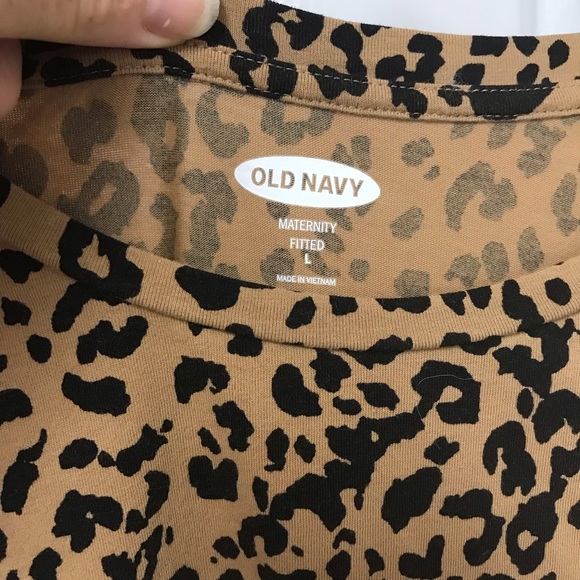 OLD NAVY
MATERNITY
FITTED
L
MADE IN VIETNAM